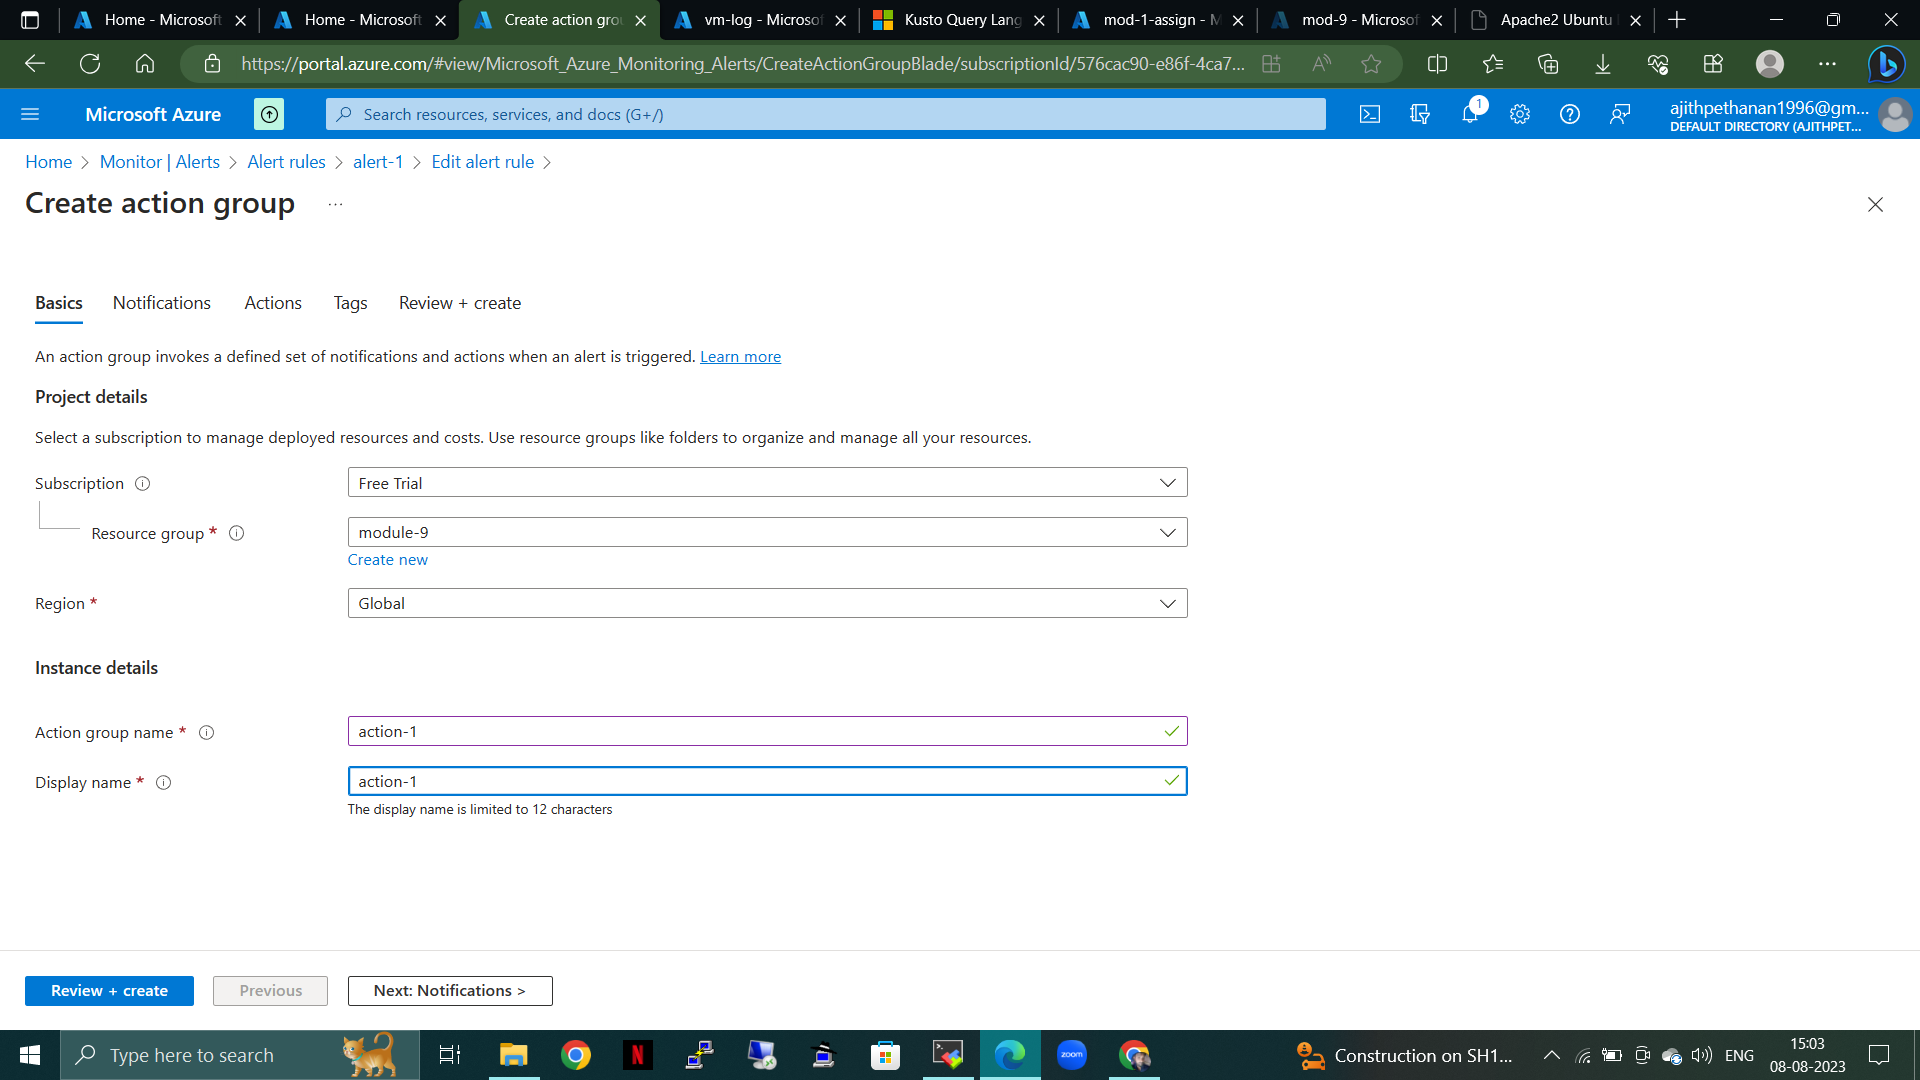 Home - Microsoft
Home - Microsoft
Create action grou
vm-log - Microsof
Kusto Query Lang
mod-1-assign - M
mod-9 - Microsof
Apache2 Ubuntu
https://portal.azure.com/#view/Microsoft_Azure_Monitoring_Alerts/CreateActionGroupBlade/subscriptionId/576cac90-e86f-4ca7...
Microsoft Azure
Search resources, services, and docs (G+/)
1
ajithpethanan1996@gm...
DEFAULT DIRECTORY (AJITHPET...
Home > Monitor | Alerts > Alert rules > alert-1 > Edit alert rule >
Create action group ...
Basics Notifications Actions Tags Review + create
An action group invokes a defined set of notifications and actions when an alert is triggered. Learn more
Project details
Select a subscription to manage deployed resources and costs. Use resource groups like folders to organize and manage all your resources.
Subscription
Free Trial
Resource group *
module-9
Create new
Region *
Global
Instance details
Action group name *
action-1
Display name *
action-1
The display name is limited to 12 characters
Review + create
Previous
Next: Notifications >
Type here to search
N
zoom
Construction on SH1...
ENG
15:03
08-08-2023